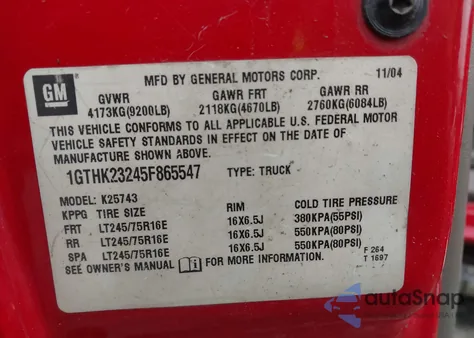 GM
MFD BY GENERAL MOTORS CORP. 11/04
GVWR GAWR FRT GAWR RR
4173KG(9200LB) 2118KG(4670LB) 2760KG(6084LB)
THIS VEHICLE CONFORMS TO ALL APPLICABLE U.S. FEDERAL MOTOR
VEHICLE SAFETY STANDARDS IN EFFECT ON THE DATE OF
MANUFACTURE SHOWN ABOVE.
1GTHK23245F865547 TYPE: TRUCK
MODEL: K25743
KPPG TIRE SIZE RIM COLD TIRE PRESSURE
FRT LT245/75R16E 16X6.5J 380KPA(55PSI)
RR LT245/75R16E 16X6.5J 550KPA(80PSI)
SPA LT245/75R16E 16X6.5J 550KPA(80PSI)
SEE OWNER'S MANUAL FOR MORE INFORMATION.
F 264
T 1697
autoSnap